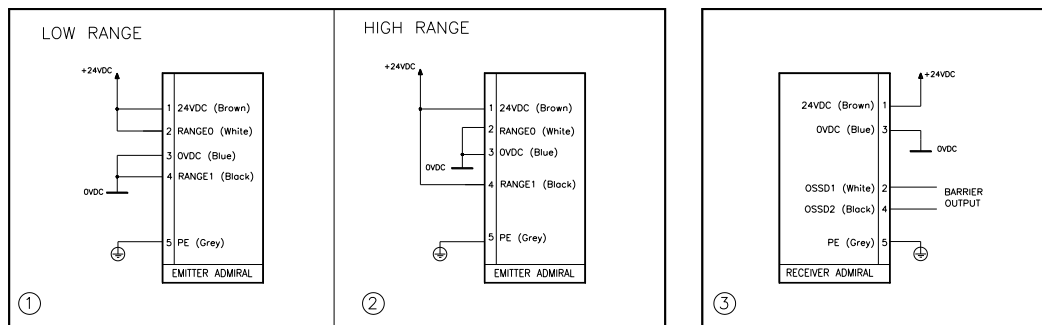 LOW RANGE
+24VDC
1 24VDC (Brown)
2 RANGE0 (White)
3 0VDC (Blue)
4 RANGE1 (Black)
0VDC
5 PE (Grey)
EMITTER ADMIRAL
1
HIGH RANGE
+24VDC
1 24VDC (Brown)
2 RANGE0 (White)
3 0VDC (Blue)
0VDC
4 RANGE1 (Black)
5 PE (Grey)
EMITTER ADMIRAL
2
+24VDC
24VDC (Brown) 1
0VDC (Blue) 3
0VDC
OSSD1 (White) 2
OSSD2 (Black) 4
BARRIER
OUTPUT
PE (Grey) 5
RECEIVER ADMIRAL
3